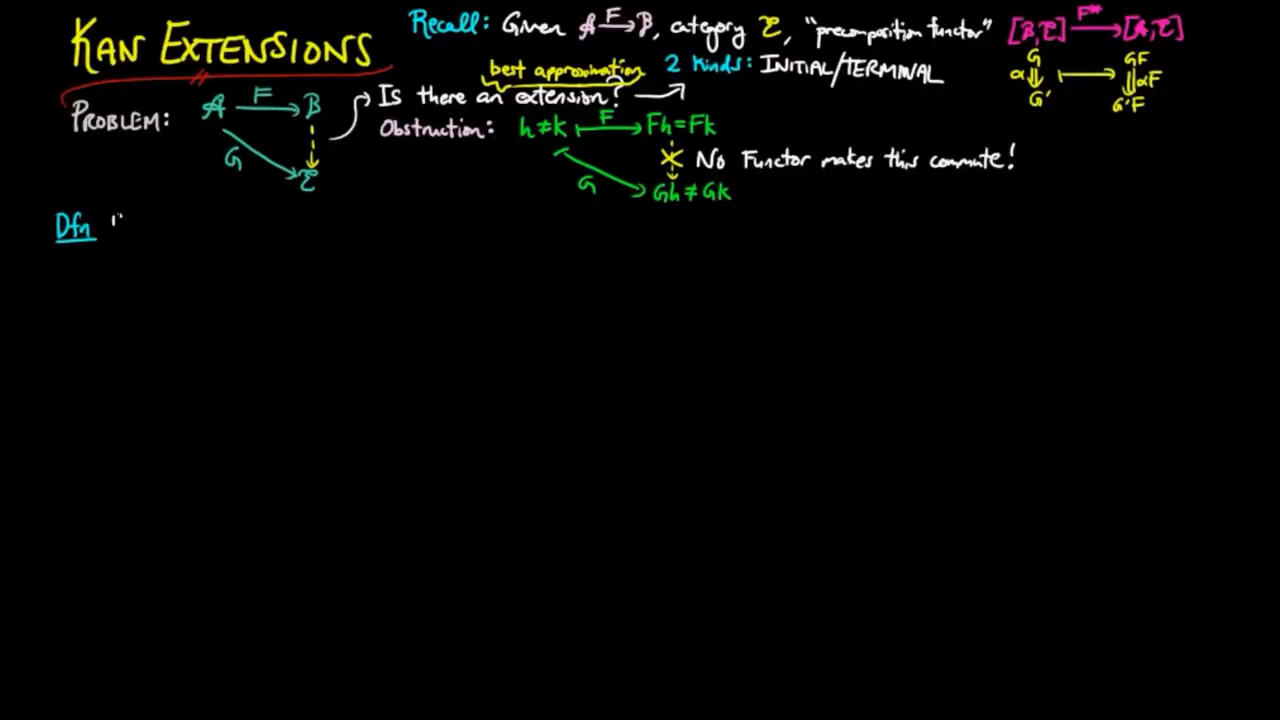 KAN EXTENSIONS
Recall: Given A F→ B, category C, "precomposition functor" [B,C] F*→ [A,C]
G GF
α⇓ ↦ ⇓αF
G' G'F
best approximation
2 Kinds: INITIAL/TERMINAL
PROBLEM: A F→ B
G
C
Is there an extension?
Obstruction: h≠k F↦ Fh=Fk
No Functor makes this commute!
G Gh≠Gk
Dfn